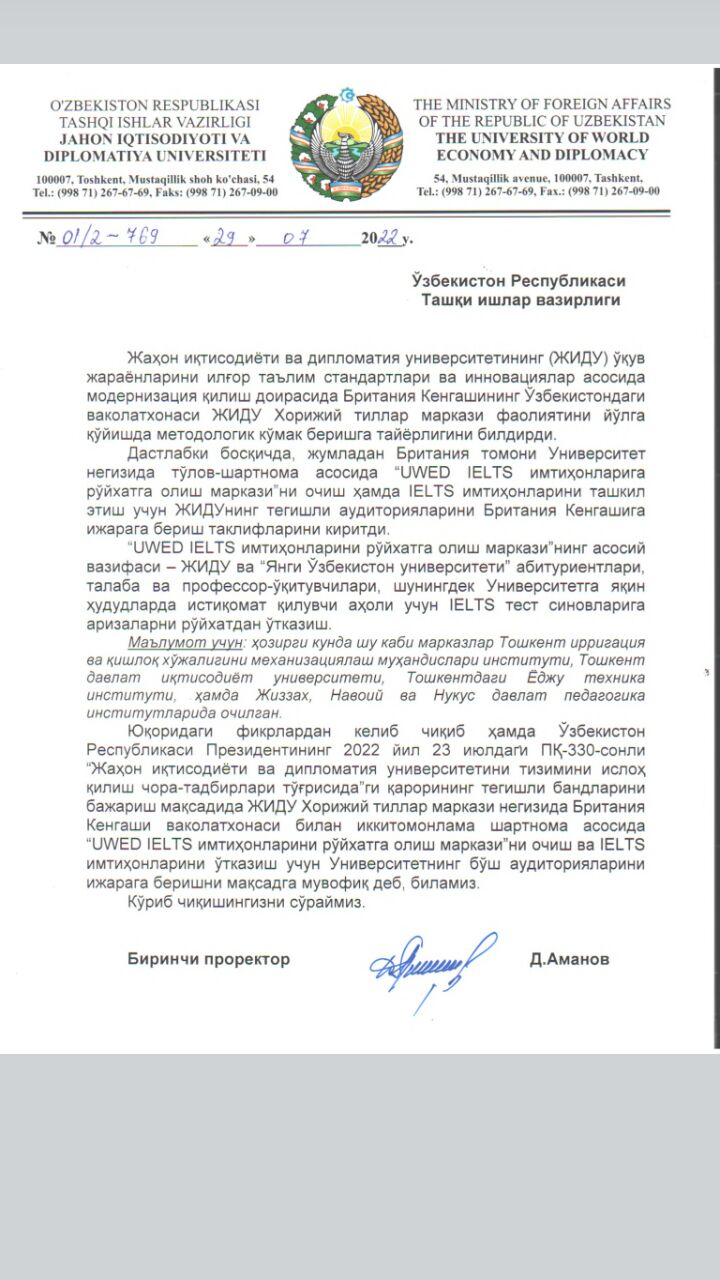 O'ZBEKISTON RESPUBLIKASI
TASHQI ISHLAR VAZIRLIGI
JAHON IQTISODIYOTI VA
DIPLOMATIYA UNIVERSITETI
100007, Toshkent, Mustaqillik shoh ko'chasi, 54
Tel.: (998 71) 267-67-69, Faks: (998 71) 267-09-00
THE MINISTRY OF FOREIGN AFFAIRS
OF THE REPUBLIC OF UZBEKISTAN
THE UNIVERSITY OF WORLD
ECONOMY AND DIPLOMACY
54, Mustaqillik avenue, 100007, Tashkent,
Tel.: (998 71) 267-67-69, Fax.: (998 71) 267-09-00
№ 01/2-769 «29» 07 2022 y.
Ўзбекистон Республикаси
Ташқи ишлар вазирлиги
Жаҳон иқтисодиёти ва дипломатия университетининг (ЖИДУ) ўқув
жараёнларини илғор таълим стандартлари ва инновациялар асосида
модернизация қилиш доирасида Британия Кенгашининг Ўзбекистондаги
ваколатхонаси ЖИДУ Хорижий тиллар маркази фаолиятини йўлга
қўйишда методологик кўмак беришга тайёрлигини билдирди.
Дастлабки босқичда, жумладан Британия томони Университет
негизида тўлов-шартнома асосида “UWED IELTS имтиҳонларига
рўйхатга олиш маркази”ни очиш ҳамда IELTS имтиҳонларини ташкил
этиш учун ЖИДУнинг тегишли аудиторияларини Британия Кенгашига
ижарага бериш таклифларини киритди.
“UWED IELTS имтиҳонларини рўйхатга олиш маркази”нинг асосий
вазифаси – ЖИДУ ва “Янги Ўзбекистон университети” абитуриентлари,
талаба ва профессор-ўқитувчилари, шунингдек Университетга яқин
ҳудудларда истиқомат қилувчи аҳоли учун IELTS тест синовларига
аризаларни рўйхатдан ўтказиш.
Маълумот учун: ҳозирги кунда шу каби марказлар Тошкент ирригация
ва қишлоқ хўжалигини механизациялаш муҳандислари институти, Тошкент
давлат иқтисодиёт университети, Тошкентдаги Ёджу техника
институти, ҳамда Жиззах, Навоий ва Нукус давлат педагогика
институтларида очилган.
Юқоридаги фикрлардан келиб чиқиб ҳамда Ўзбекистон
Республикаси Президентининг 2022 йил 23 июлдаги ПҚ-330-сонли
“Жаҳон иқтисодиёти ва дипломатия университетини тизимини ислоҳ
қилиш чора-тадбирлари тўғрисида”ги қарорининг тегишли бандларини
бажариш мақсадида ЖИДУ Хорижий тиллар маркази негизида Британия
Кенгаши ваколатхонаси билан иккитомонлама шартнома асосида
“UWED IELTS имтиҳонларини рўйхатга олиш маркази”ни очиш ва IELTS
имтиҳонларини ўтказиш учун Университетнинг бўш аудиторияларини
ижарага беришни мақсадга мувофиқ деб, биламиз.
Кўриб чиқишингизни сўраймиз.
Биринчи проректор Д.Аманов